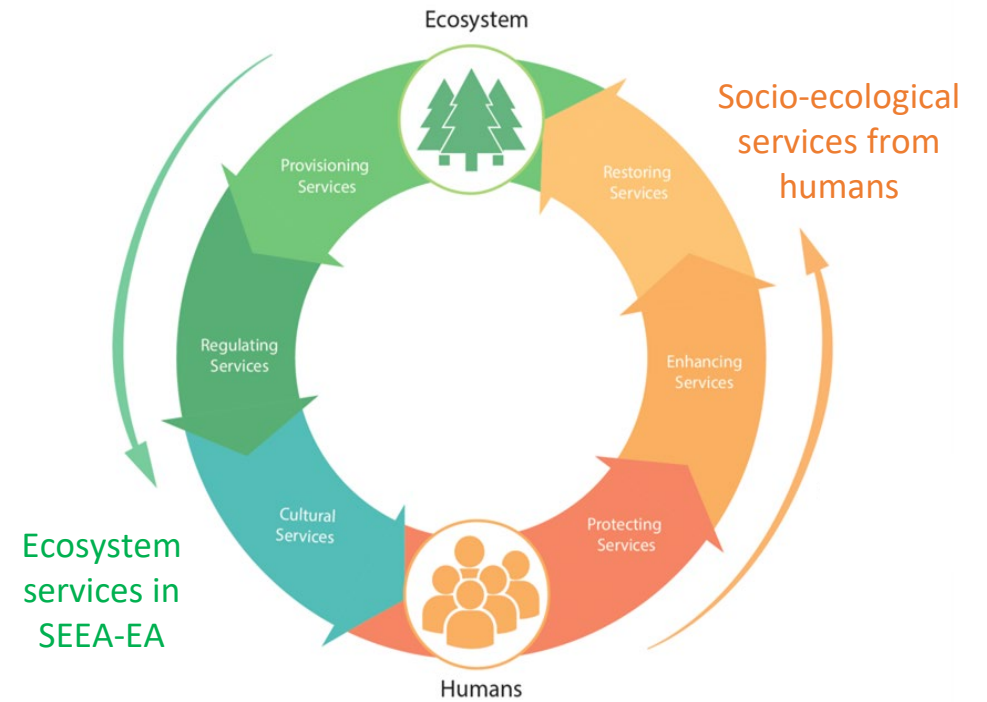 Ecosystem
Socio-ecological
services from
humans
Provisioning
Services
Restoring
Services
Regulating
Services
Enhancing
Services
Cultural
Services
Protecting
Services
Ecosystem
services in
SEEA-EA
Humans